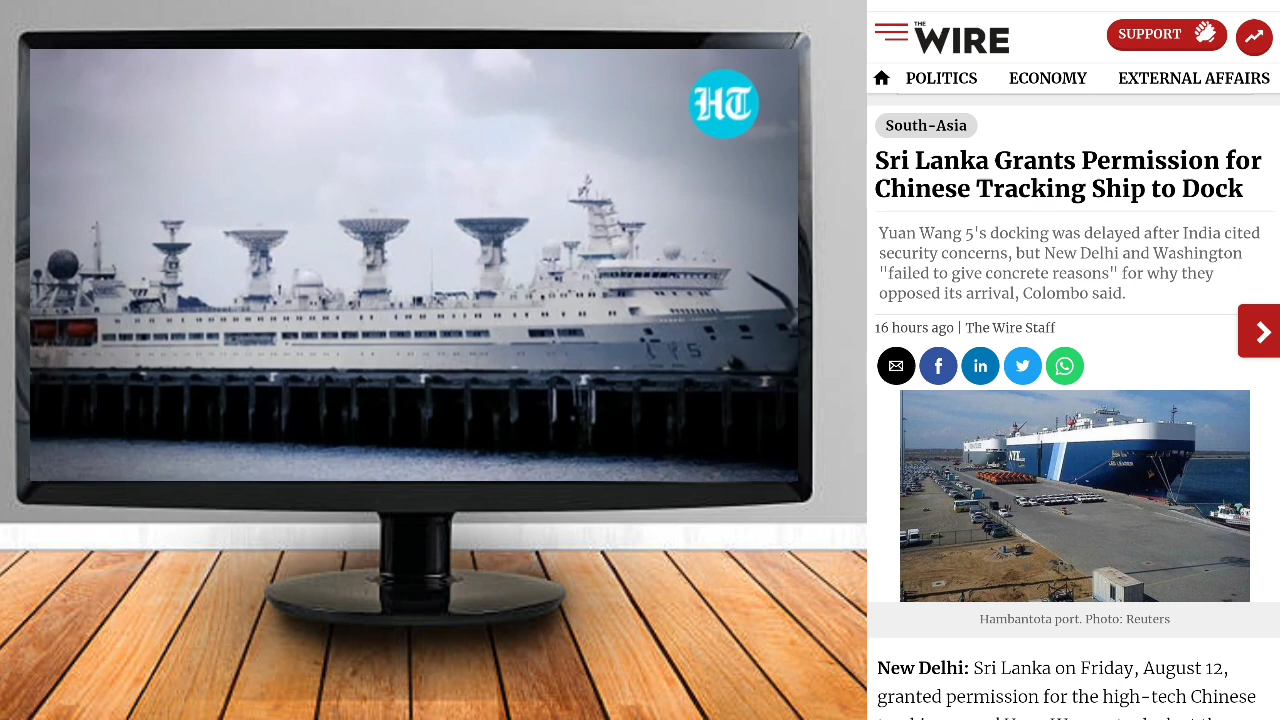 HT
5
THE
WIRE
SUPPORT
POLITICS ECONOMY EXTERNAL AFFAIRS
South-Asia
Sri Lanka Grants Permission for
Chinese Tracking Ship to Dock
Yuan Wang 5's docking was delayed after India cited
security concerns, but New Delhi and Washington
"failed to give concrete reasons" for why they
opposed its arrival, Colombo said.
16 hours ago | The Wire Staff
NYK
Hambantota port. Photo: Reuters
New Delhi: Sri Lanka on Friday, August 12,
granted permission for the high-tech Chinese